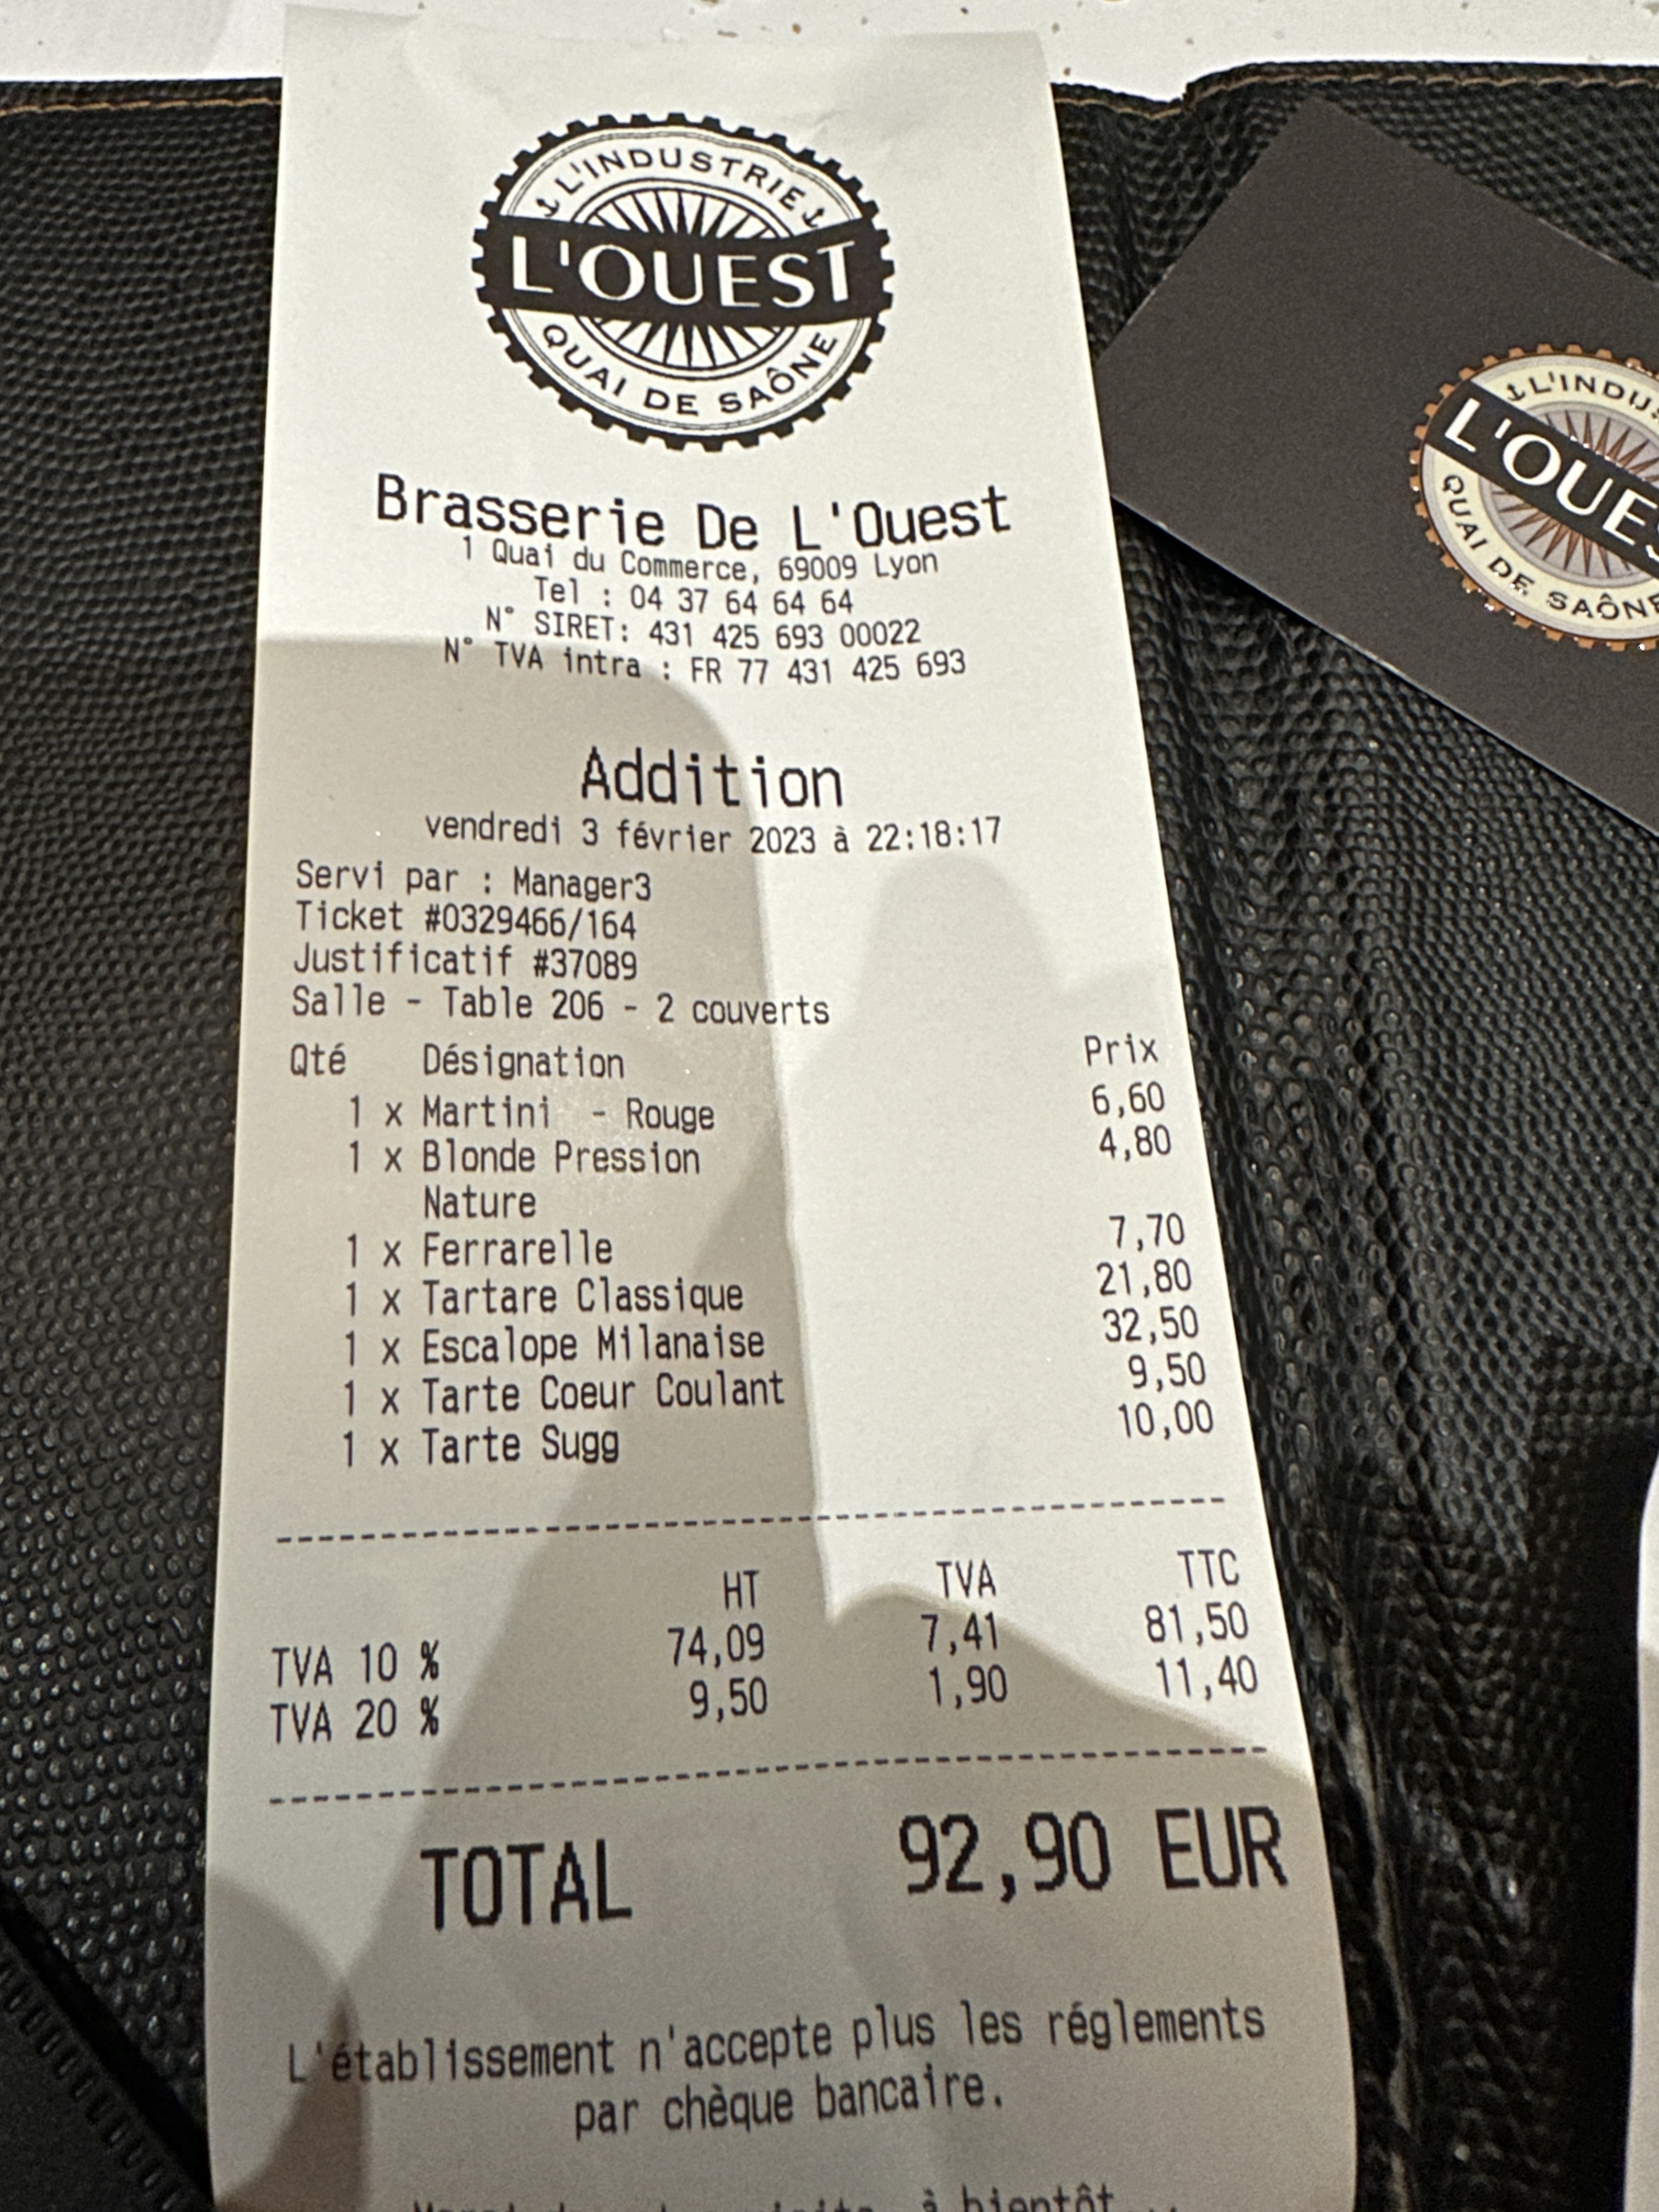 L'INDUSTRIE
L'OUEST
QUAI DE SAÔNE
Brasserie De L'Ouest
1 Quai du Commerce, 69009 Lyon
Tel : 04 37 64 64 64
N° SIRET: 431 425 693 00022
N° TVA intra : FR 77 431 425 693
Addition
vendredi 3 février 2023 à 22:18:17
Servi par : Manager3
Ticket #0329466/164
Justificatif #37089
Salle - Table 206 - 2 couverts
Qté Désignation Prix
1 x Martini - Rouge 6,60
1 x Blonde Pression 4,80
Nature
1 x Ferrarelle 7,70
1 x Tartare Classique 21,80
1 x Escalope Milanaise 32,50
1 x Tarte Coeur Coulant 9,50
1 x Tarte Sugg 10,00
HT TVA TTC
TVA 10 % 74,09 7,41 81,50
TVA 20 % 9,50 1,90 11,40
TOTAL 92,90 EUR
L'établissement n'accepte plus les réglements
par chèque bancaire.
à bientôt...
L'INDUS
L'OUES
QUAI DE SAÔNE